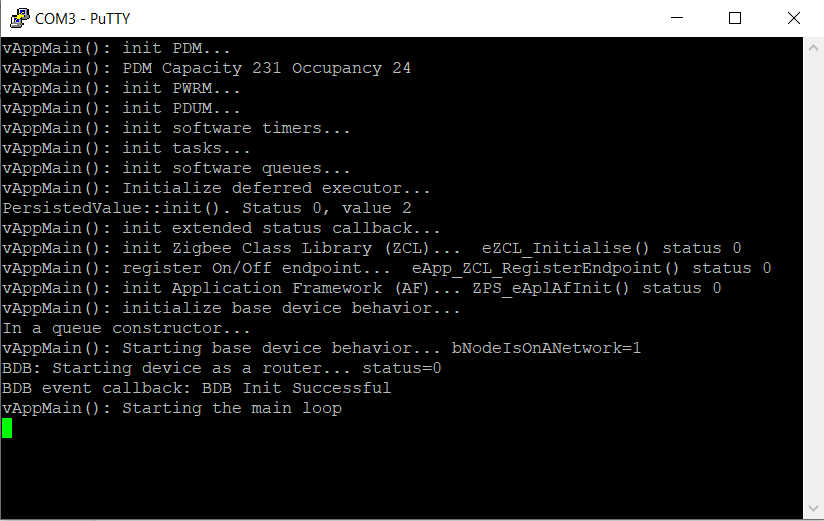 COM3 - PuTTY
vAppMain(): init PDM...
vAppMain(): PDM Capacity 231 Occupancy 24
vAppMain(): init PWRM...
vAppMain(): init PDUM...
vAppMain(): init software timers...
vAppMain(): init tasks...
vAppMain(): init software queues...
vAppMain(): Initialize deferred executor...
PersistedValue::init(). Status 0, value 2
vAppMain(): init extended status callback...
vAppMain(): init Zigbee Class Library (ZCL)...  eZCL_Initialise() status 0
vAppMain(): register On/Off endpoint...  eApp_ZCL_RegisterEndpoint() status 0
vAppMain(): init Application Framework (AF)... ZPS_eAplAfInit() status 0
vAppMain(): initialize base device behavior...
In a queue constructor...
vAppMain(): Starting base device behavior... bNodeIsOnANetwork=1
BDB: Starting device as a router... status=0
BDB event callback: BDB Init Successful
vAppMain(): Starting the main loop